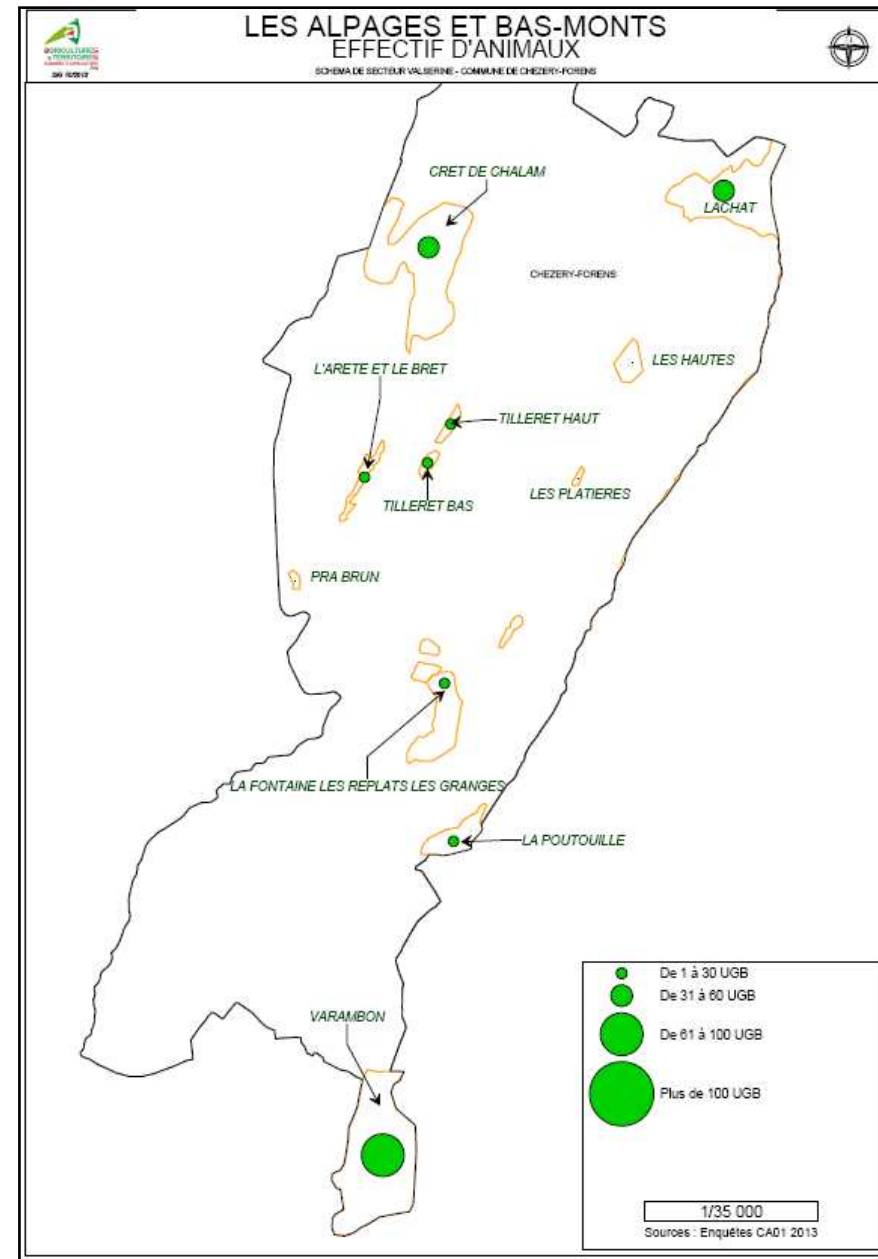 LES ALPAGES ET BAS-MONTS
EFFECTIF D'ANIMAUX
SCHEMA DE SECTEUR VALSERINE - COMMUNE DE CHEZERY-FORENS
CRET DE CHALAM
LACHAT
CHEZERY-FORENS
LES HAUTES
L'ARETE ET LE BRET
TILLERET HAUT
LES PLATIERES
TILLERET BAS
PRA BRUN
LA FONTAINE LES REPLATS LES GRANGES
LA POUTOUILLE
VARAMBON
De 1 à 30 UGB
De 31 à 60 UGB
De 61 à 100 UGB
Plus de 100 UGB
1/35 000
Sources : Enquêtes CA01 2013